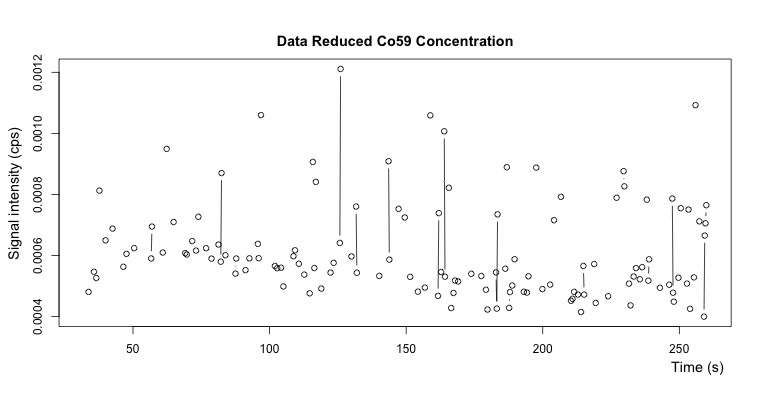 Data Reduced Co59 Concentration
Signal intensity (cps)
0.0012
0.0010
0.0008
0.0006
0.0004
50 100 150 200 250
Time (s)